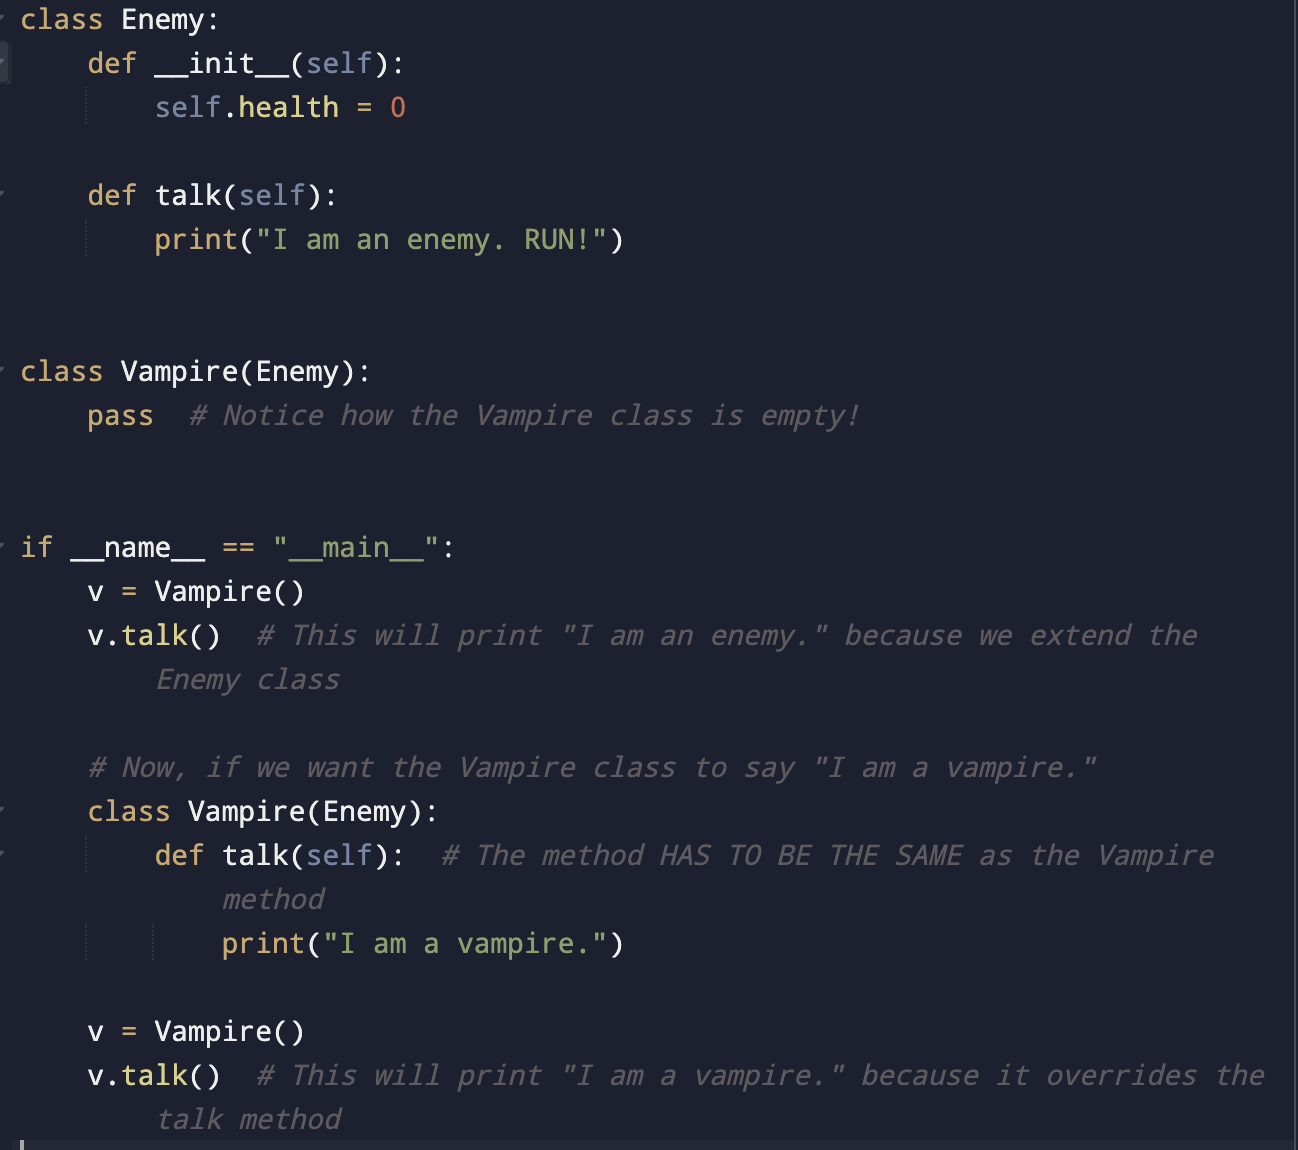 class Enemy:
    def __init__(self):
        self.health = 0

    def talk(self):
        print("I am an enemy. RUN!")


class Vampire(Enemy):
    pass  # Notice how the Vampire class is empty!


if __name__ == "__main__":
    v = Vampire()
    v.talk()  # This will print "I am an enemy." because we extend the
        Enemy class

    # Now, if we want the Vampire class to say "I am a vampire."
    class Vampire(Enemy):
        def talk(self):  # The method HAS TO BE THE SAME as the Vampire
            method
            print("I am a vampire.")

    v = Vampire()
    v.talk()  # This will print "I am a vampire." because it overrides the
        talk method